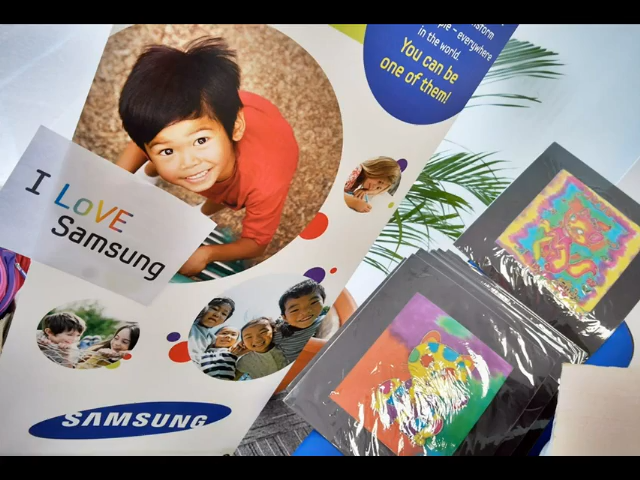 in the world.
You can be
one of them!
I LoVE
Samsung
SAMSUNG